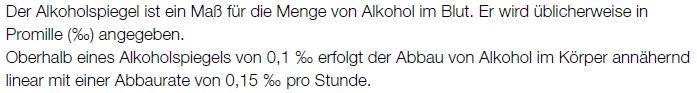 Der Alkoholspiegel ist ein Maß für die Menge von Alkohol im Blut. Er wird üblicherweise in
Promille (‰) angegeben.
Oberhalb eines Alkoholspiegels von 0,1 ‰ erfolgt der Abbau von Alkohol im Körper annähernd
linear mit einer Abbaurate von 0,15 ‰ pro Stunde.